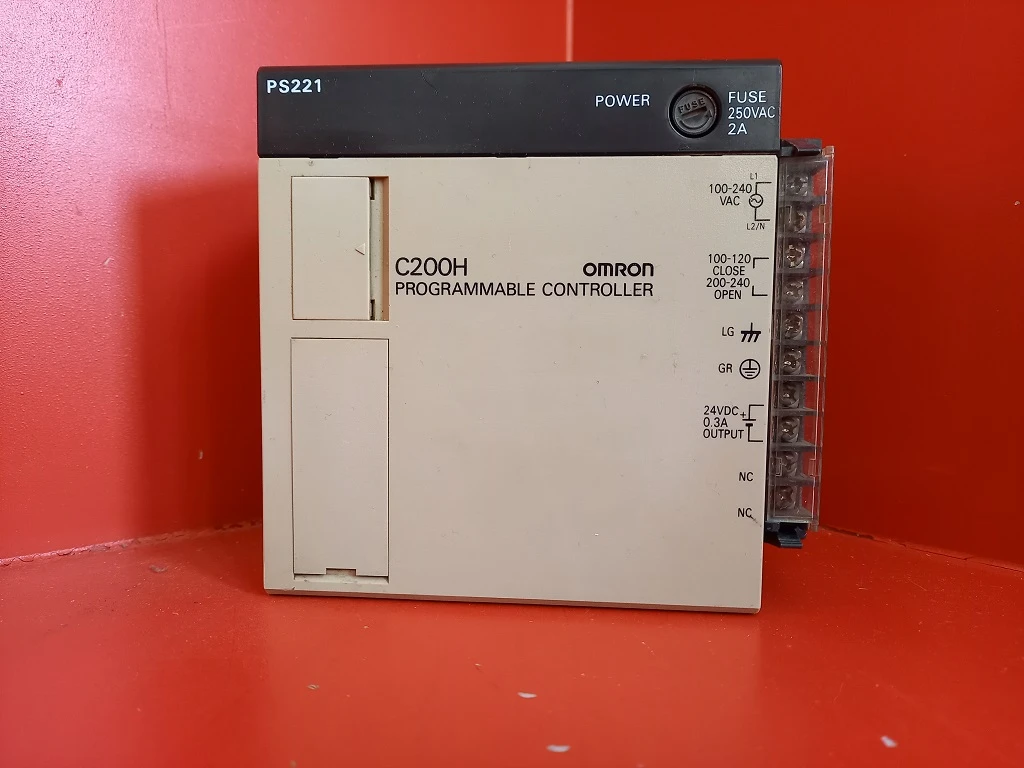 PS221
POWER
FUSE
FUSE
250VAC
2A
L1
100-240
VAC
L2/N
C200H
OMRON
PROGRAMMABLE CONTROLLER
100-120
CLOSE
200-240
OPEN
LG
GR
24VDC
+
0.3A
OUTPUT
NC
NC